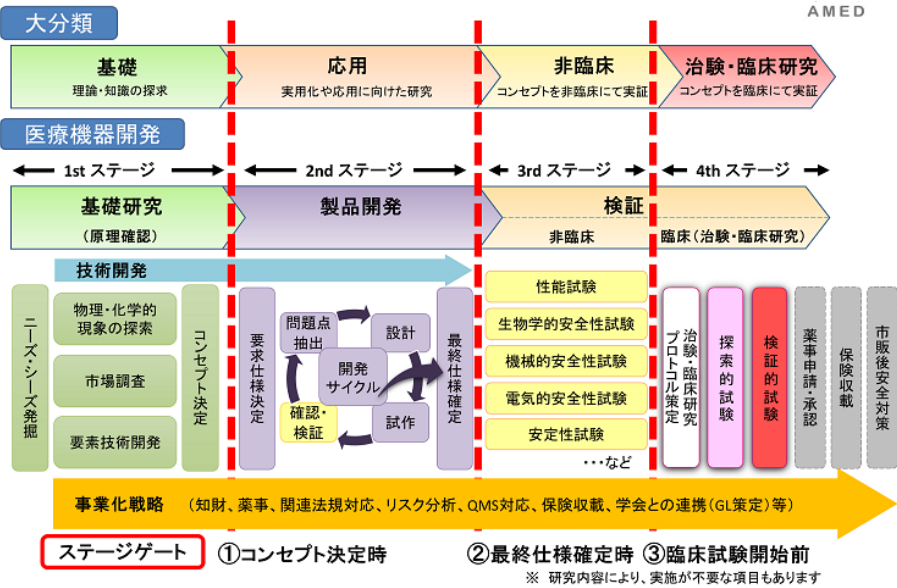 AMED
大分類
基礎
理論・知識の探求
応用
実用化や応用に向けた研究
非臨床
コンセプトを非臨床にて実証
治験・臨床研究
コンセプトを臨床にて実証
医療機器開発
1st ステージ
2nd ステージ
3rd ステージ
4th ステージ
基礎研究
(原理確認)
製品開発
検証
非臨床
臨床(治験・臨床研究)
技術開発
ニーズ・シーズ発掘
物理・化学的
現象の探索
市場調査
要素技術開発
コンセプト決定
要求仕様決定
問題点
抽出
設計
開発
サイクル
確認・
検証
試作
最終仕様確定
性能試験
生物学的安全性試験
機械的安全性試験
電気的安全性試験
安定性試験
・・・など
治験・臨床研究
プロトコル策定
探索的試験
検証的試験
薬事申請・承認
保険収載
市販後安全対策
事業化戦略 (知財、薬事、関連法規対応、リスク分析、QMS対応、保険収載、学会との連携(GL策定)等)
ステージゲート
①コンセプト決定時
②最終仕様確定時
③臨床試験開始前
※ 研究内容により、実施が不要な項目もあります